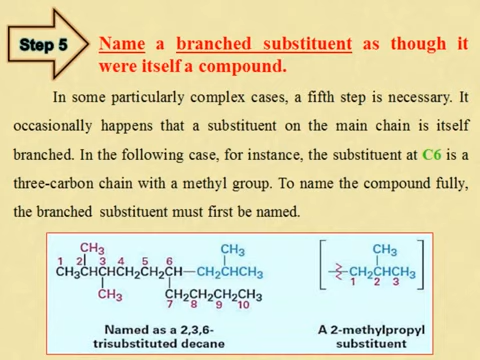 Step 5
Name a branched substituent as though it
were itself a compound.
In some particularly complex cases, a fifth step is necessary. It
occasionally happens that a substituent on the main chain is itself
branched. In the following case, for instance, the substituent at C6 is a
three-carbon chain with a methyl group. To name the compound fully,
the branched substituent must first be named.
CH3 CH3
1 2 3 4 5 6
CH3CHCHCH2CH2CH—CH2CHCH3
CH3 CH2CH2CH2CH3
7 8 9 10
Named as a 2,3,6-
trisubstituted decane
CH3
CH2CHCH3
1 2 3
A 2-methylpropyl
substituent